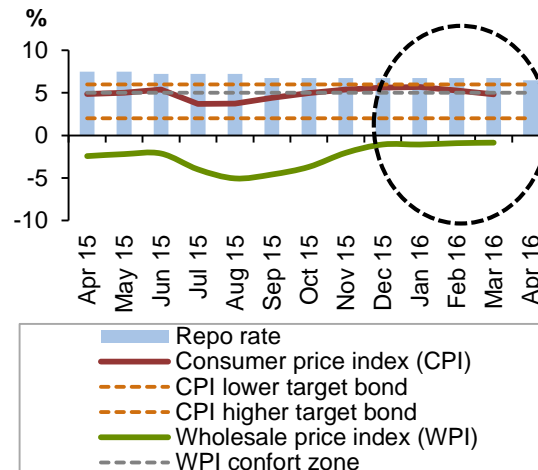 %
10
5
0
-5
-10
Apr 15
May 15
Jun 15
Jul 15
Aug 15
Sep 15
Oct 15
Nov 15
Dec 15
Jan 16
Feb 16
Mar 16
Apr 16
Repo rate
Consumer price index (CPI)
CPI lower target bond
CPI higher target bond
Wholesale price index (WPI)
WPI confort zone